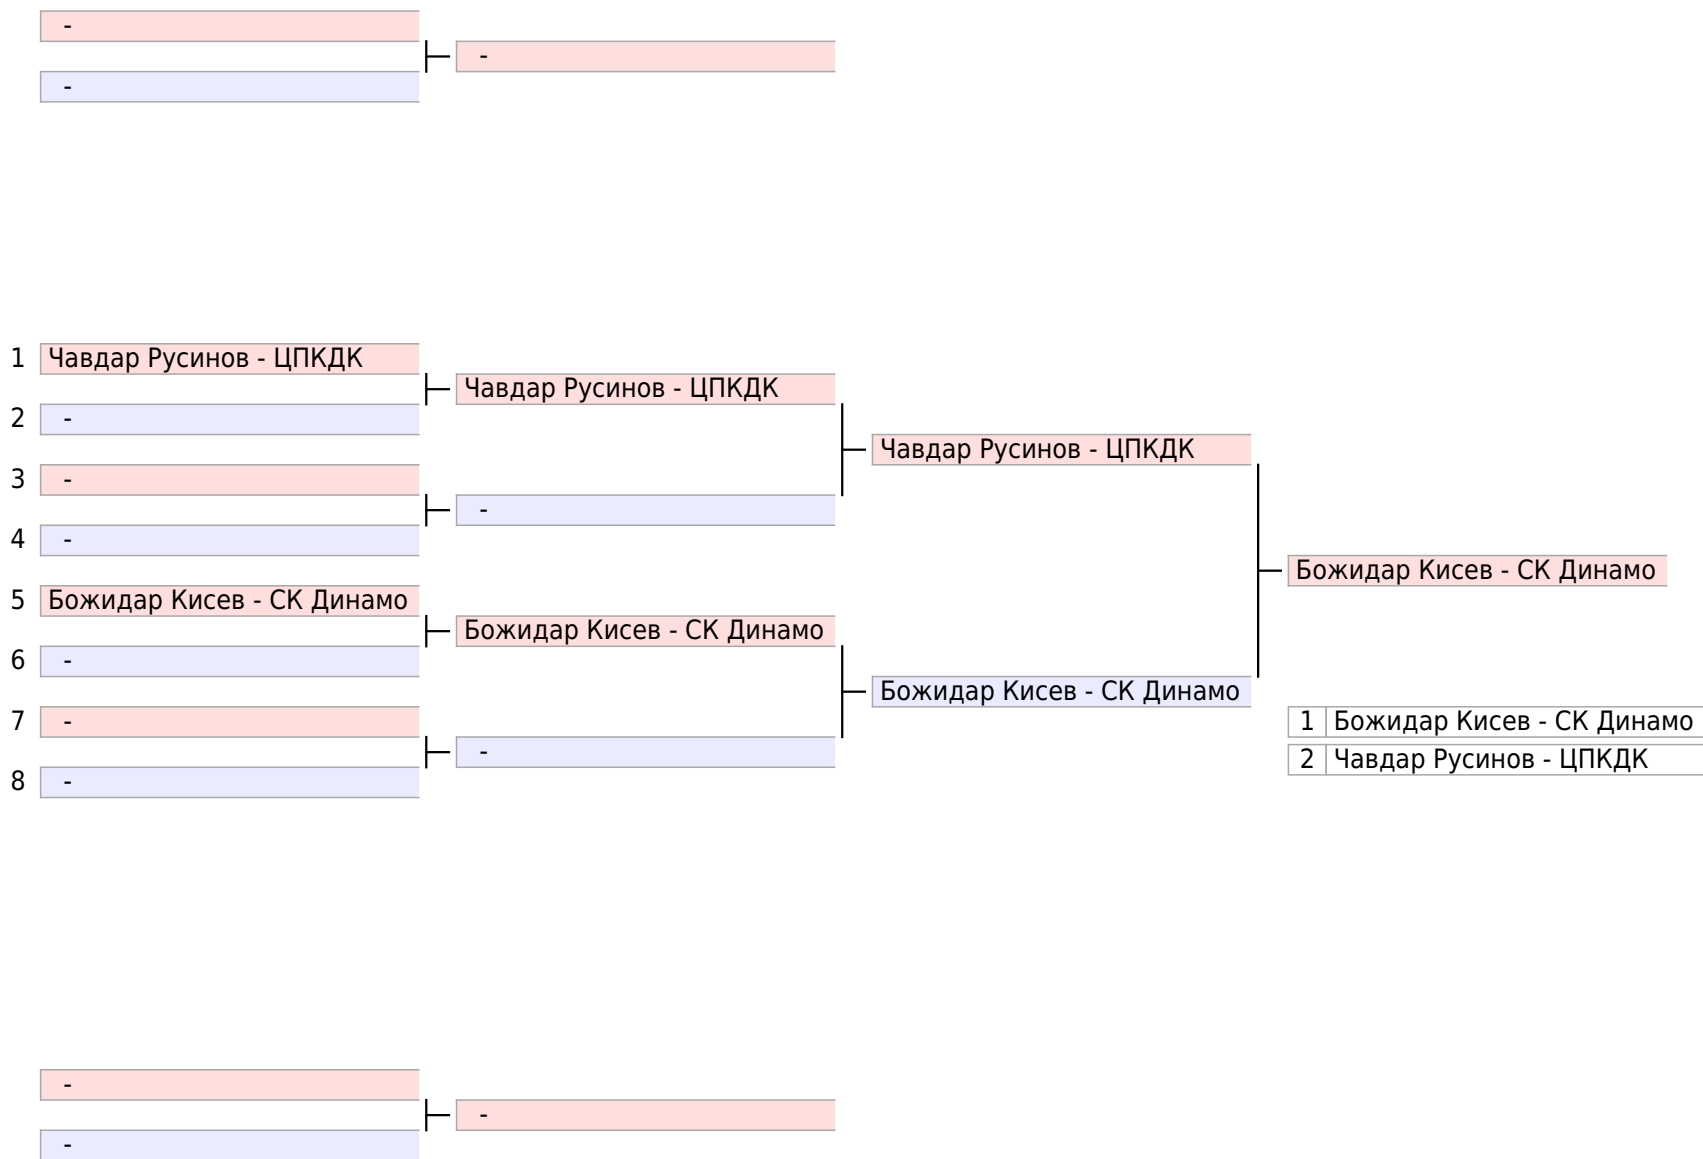 -
-
-
1 Чавдар Русинов - ЦПКДК
Чавдар Русинов - ЦПКДК
2 -
Чавдар Русинов - ЦПКДК
3 -
-
4 -
Божидар Кисев - СК Динамо
5 Божидар Кисев - СК Динамо
Божидар Кисев - СК Динамо
6 -
Божидар Кисев - СК Динамо
7 -
1 Божидар Кисев - СК Динамо
-
2 Чавдар Русинов - ЦПКДК
8 -
-
-
-